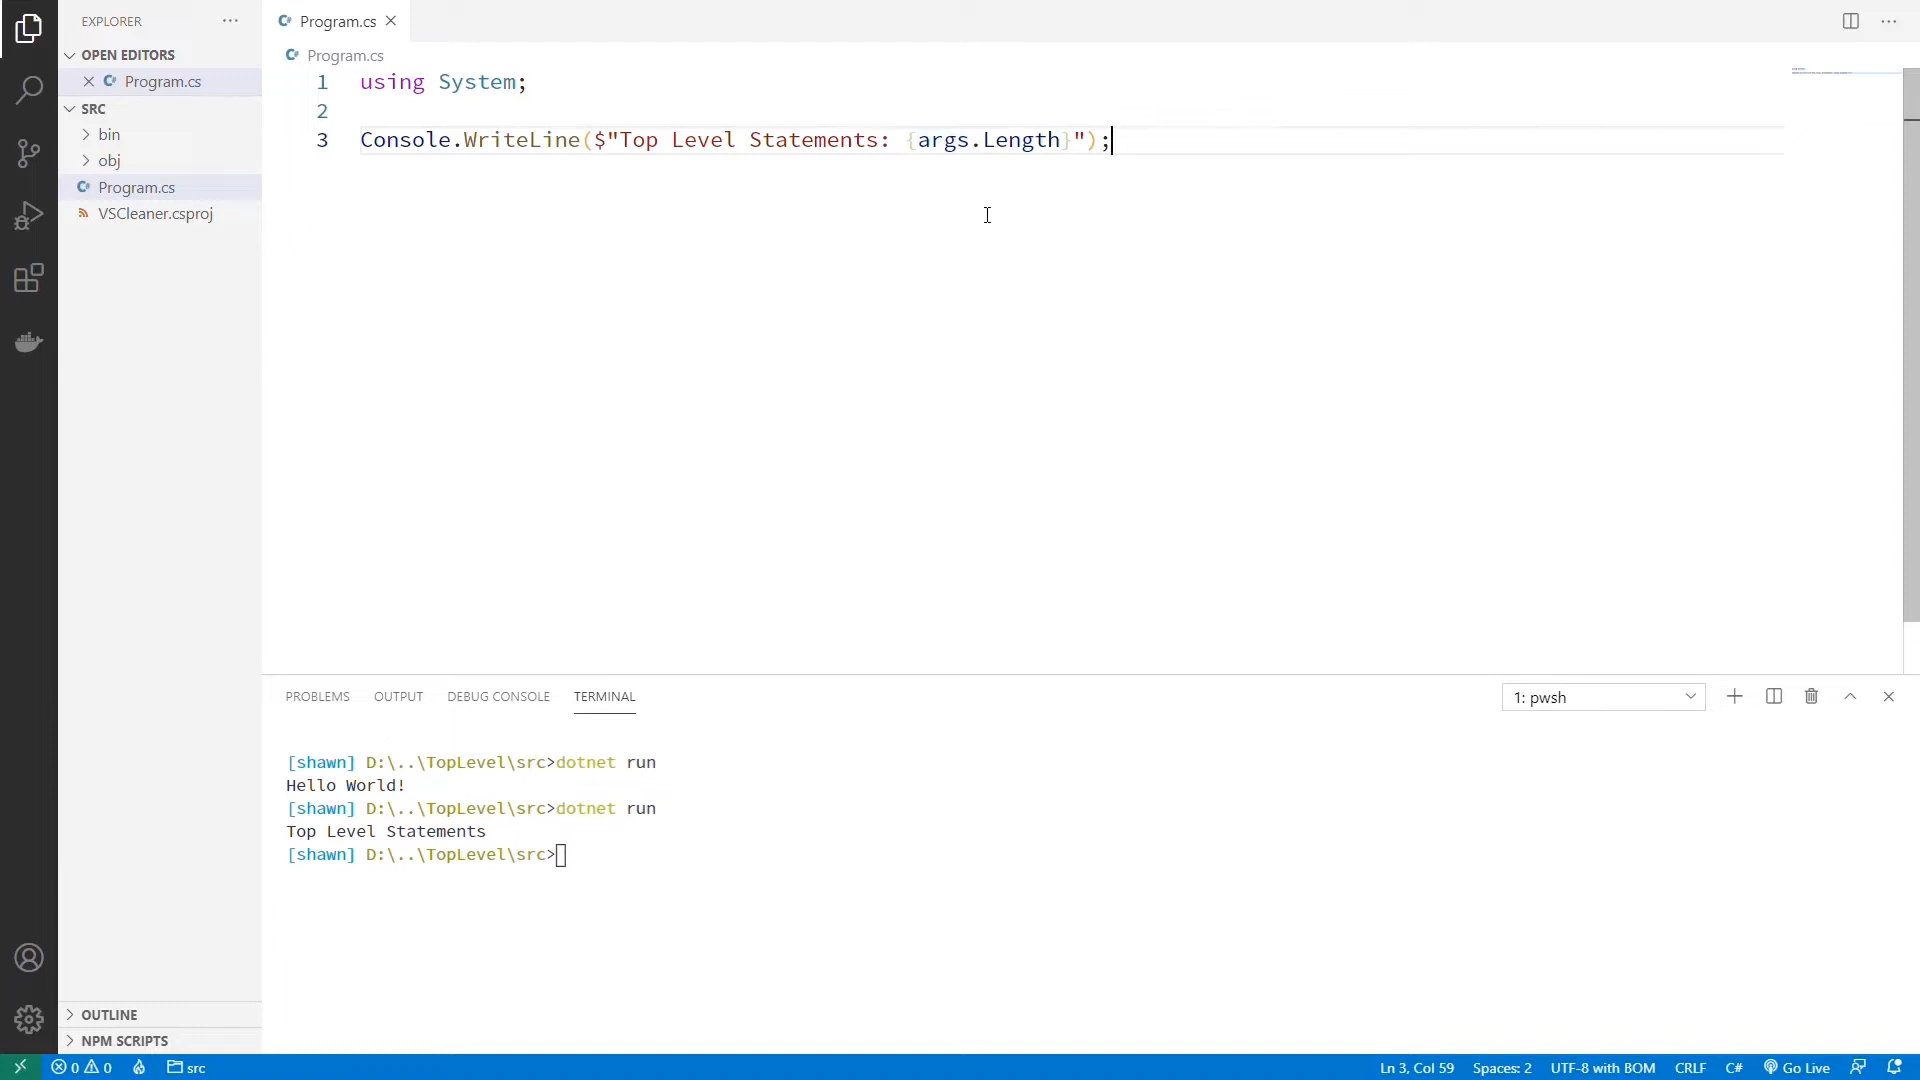 EXPLORER
OPEN EDITORS
Program.cs
SRC
bin
obj
Program.cs
VSCleaner.csproj
OUTLINE
NPM SCRIPTS
Program.cs
Program.cs
1 using System;
2
3 Console.WriteLine($"Top Level Statements: {args.Length}");
PROBLEMS OUTPUT DEBUG CONSOLE TERMINAL 1: pwsh
[shawn] D:\..\TopLevel\src>dotnet run
Hello World!
[shawn] D:\..\TopLevel\src>dotnet run
Top Level Statements
[shawn] D:\..\TopLevel\src>
0 0 src Ln 3, Col 59 Spaces: 2 UTF-8 with BOM CRLF C# Go Live